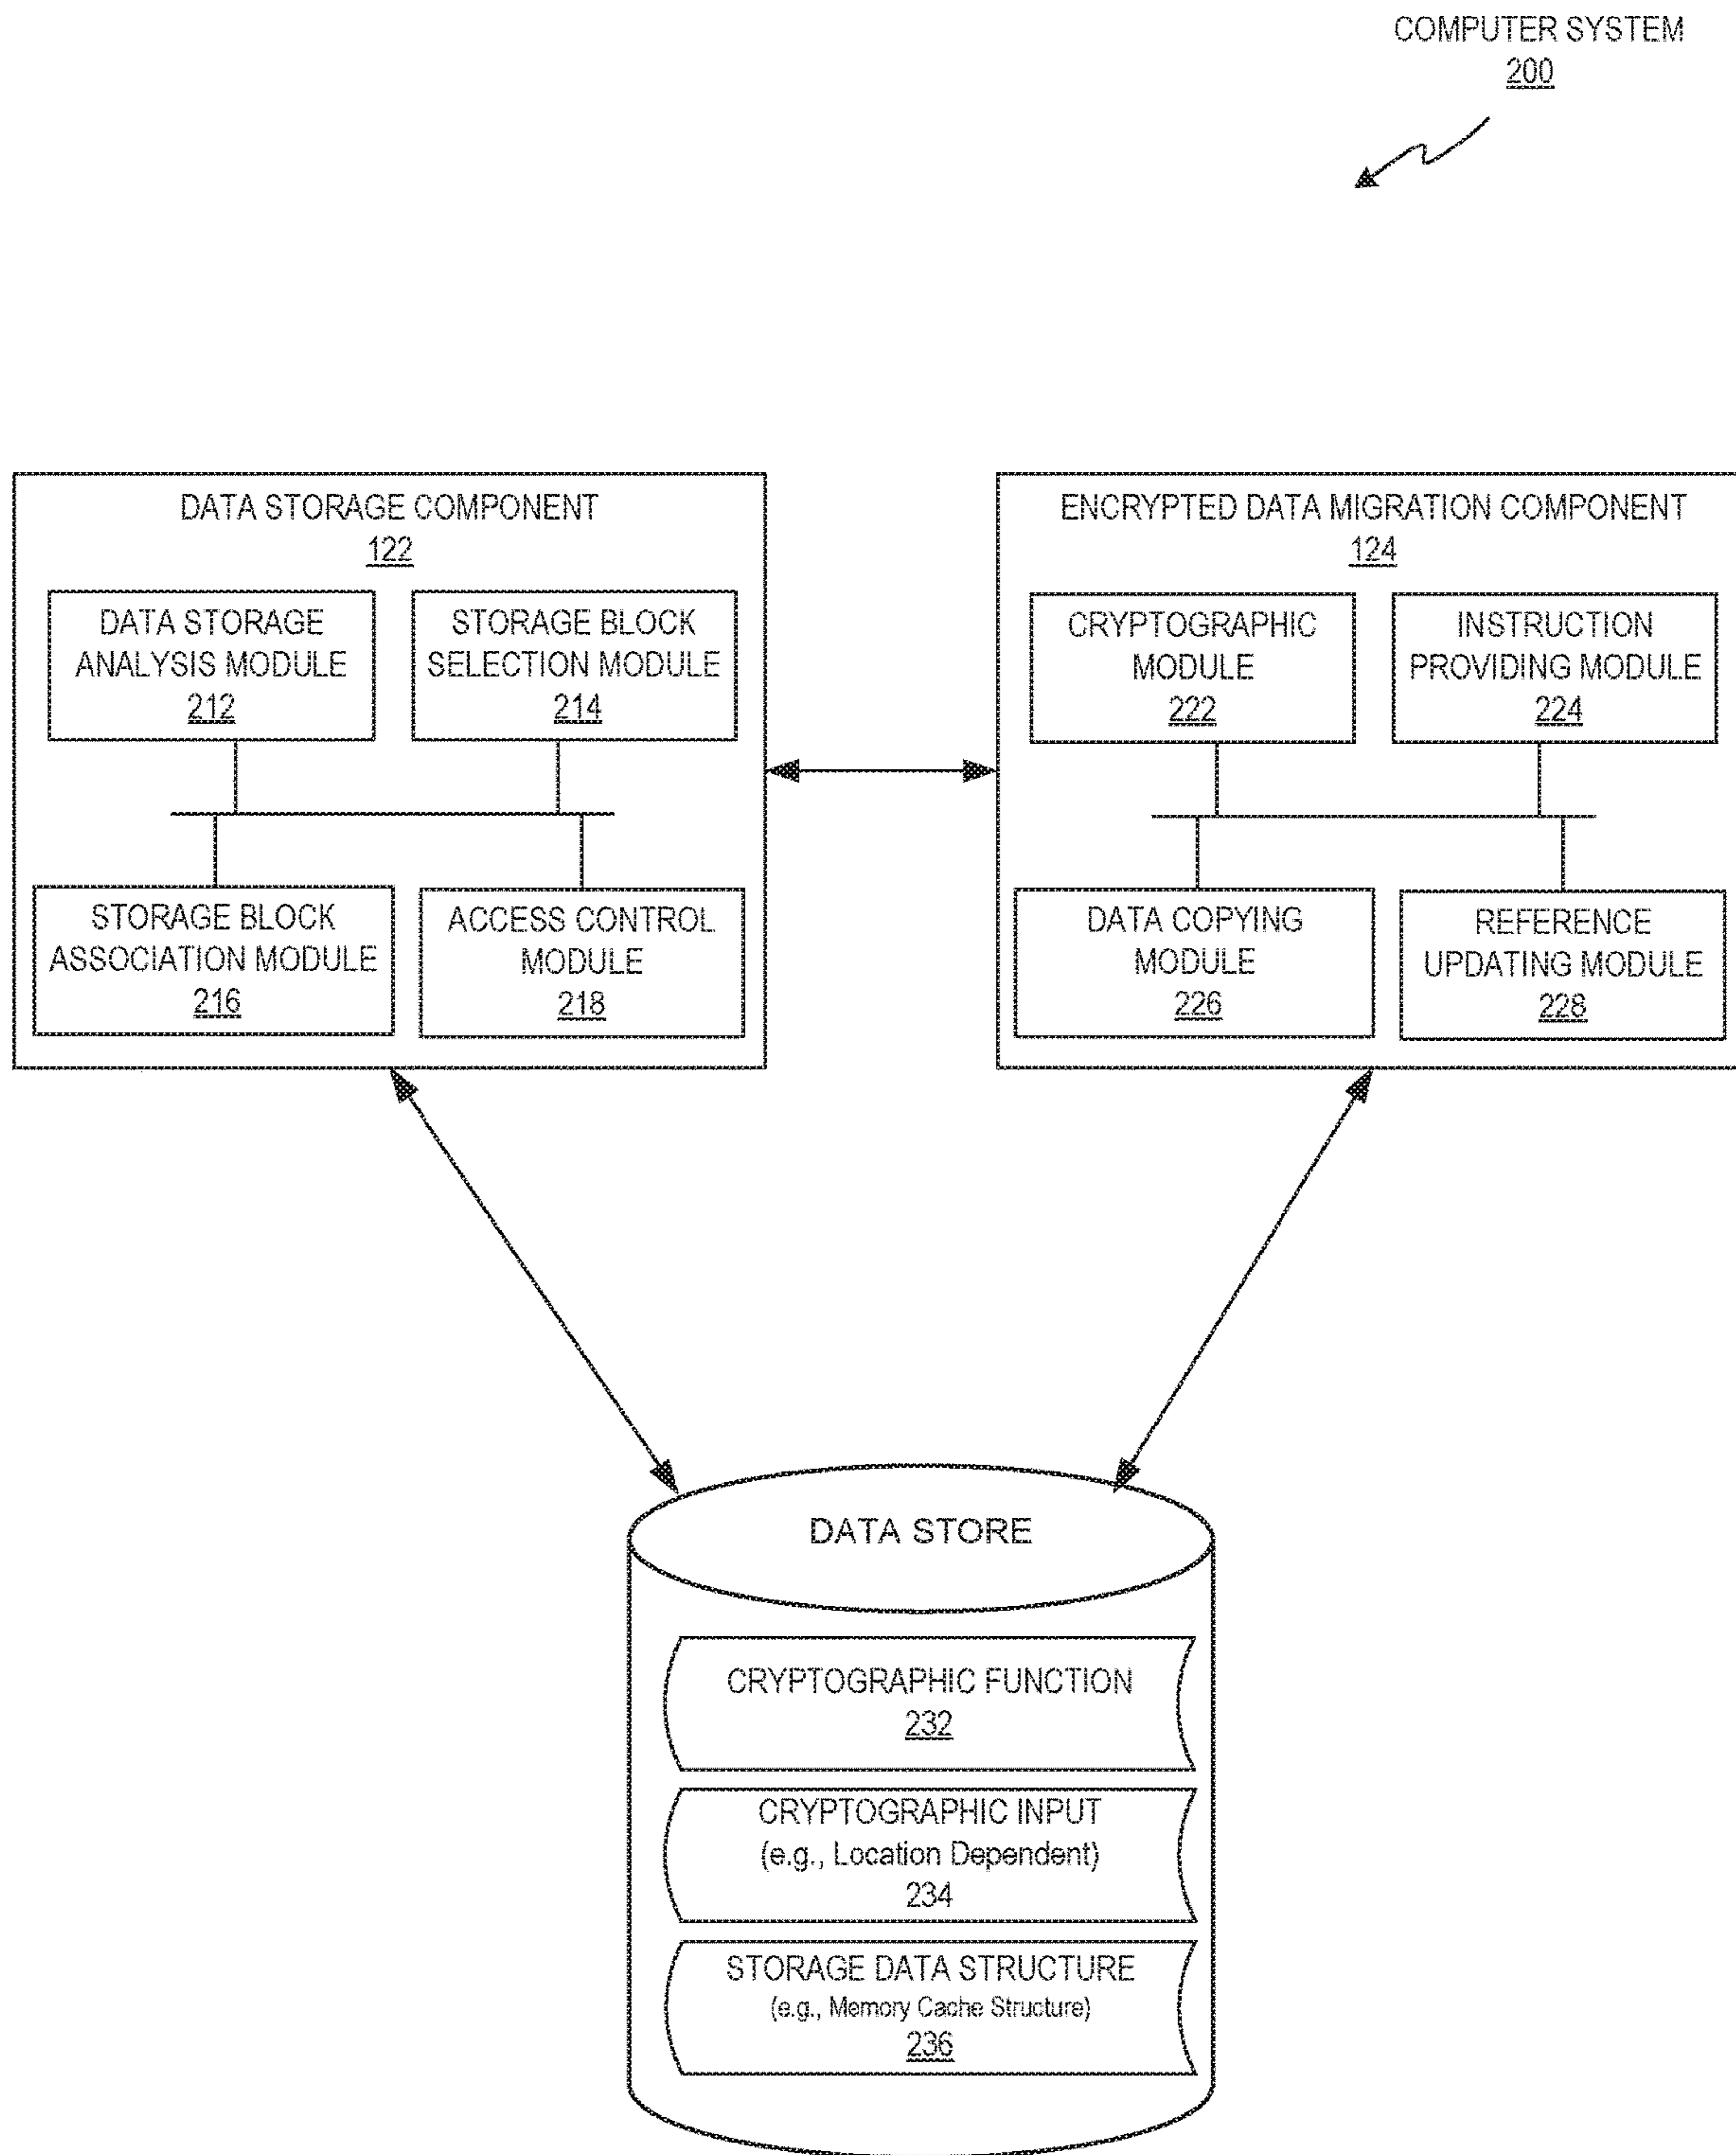 COMPUTER SYSTEM
200
DATA STORAGE COMPONENT
122
DATA STORAGE
ANALYSIS MODULE
212
STORAGE BLOCK
SELECTION MODULE
214
STORAGE BLOCK
ASSOCIATION MODULE
216
ACCESS CONTROL
MODULE
218
ENCRYPTED DATA MIGRATION COMPONENT
124
CRYPTOGRAPHIC
MODULE
222
INSTRUCTION
PROVIDING MODULE
224
DATA COPYING
MODULE
226
REFERENCE
UPDATING MODULE
228
DATA STORE
CRYPTOGRAPHIC FUNCTION
232
CRYPTOGRAPHIC INPUT
(e.g., Location Dependent)
234
STORAGE DATA STRUCTURE
(e.g., Memory Cache Structure)
236